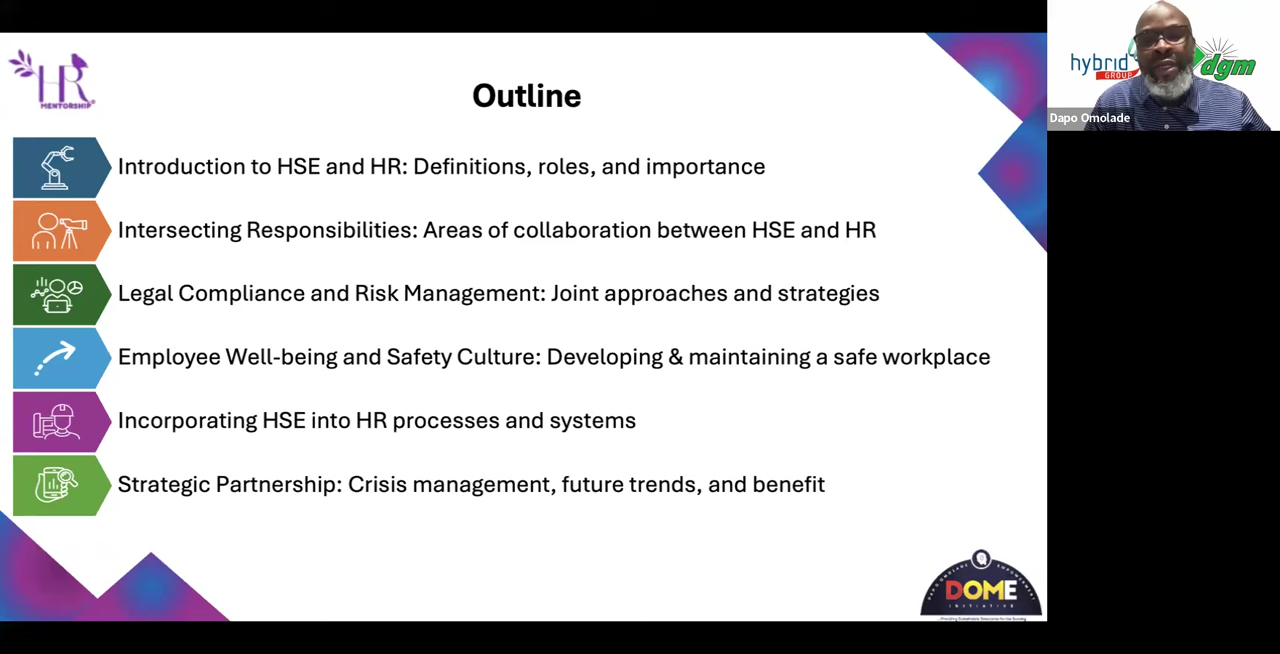 HR
MENTORSHIP
Outline
Introduction to HSE and HR: Definitions, roles, and importance
Intersecting Responsibilities: Areas of collaboration between HSE and HR
Legal Compliance and Risk Management: Joint approaches and strategies
Employee Well-being and Safety Culture: Developing & maintaining a safe workplace
Incorporating HSE into HR processes and systems
Strategic Partnership: Crisis management, future trends, and benefit
DAPO OMOLADE EMPOWERMENT
DOME
INITIATIVE
hybrid
GROUP
dgm
Dapo Omolade